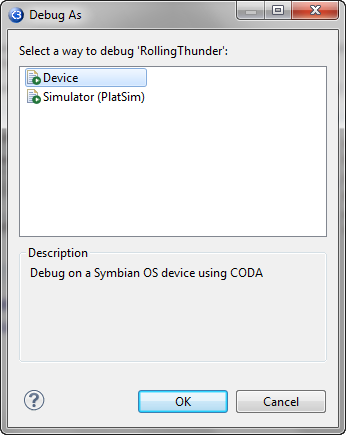 Debug As
Select a way to debug 'RollingThunder':
Device
Simulator (PlatSim)
Description
Debug on a Symbian OS device using CODA
?
OK
Cancel